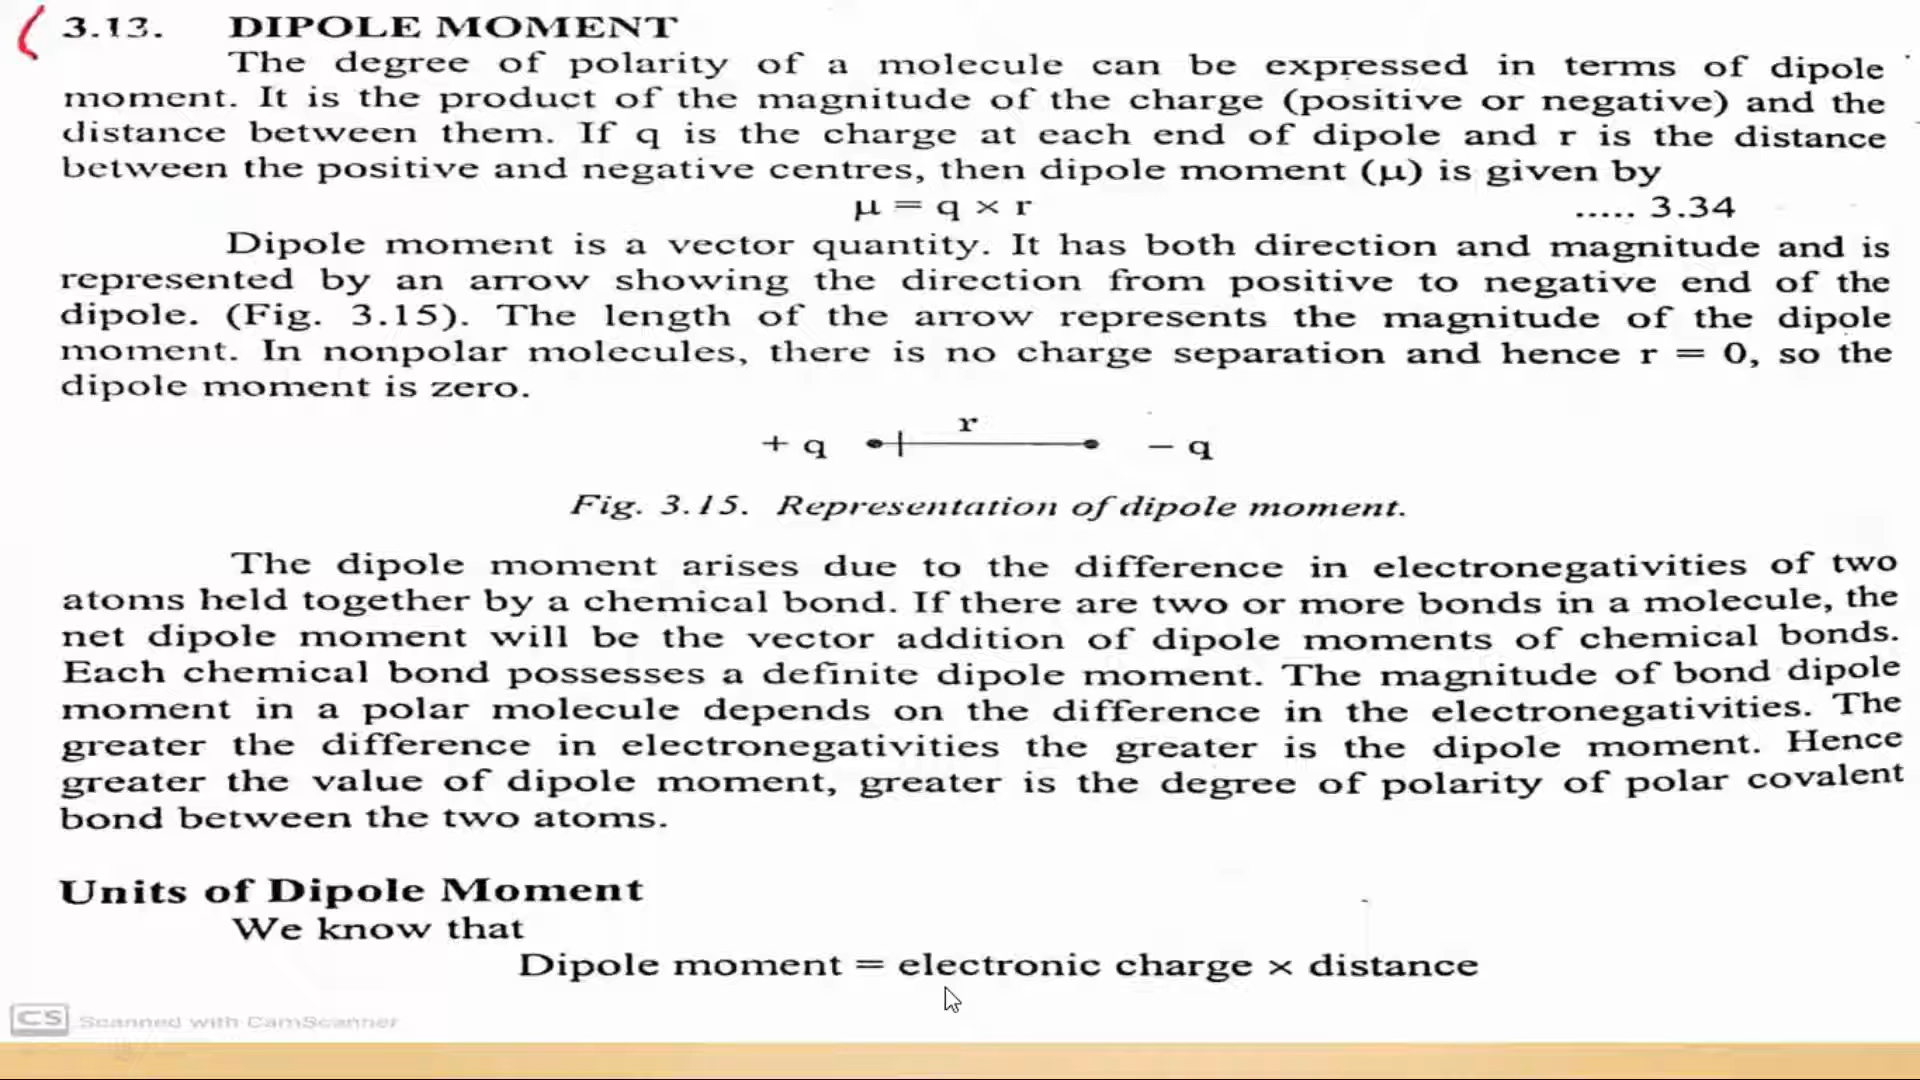 3.13. DIPOLE MOMENT
The degree of polarity of a molecule can be expressed in terms of dipole
moment. It is the product of the magnitude of the charge (positive or negative) and the
distance between them. If q is the charge at each end of dipole and r is the distance
between the positive and negative centres, then dipole moment (μ) is given by
μ = q × r ..... 3.34
Dipole moment is a vector quantity. It has both direction and magnitude and is
represented by an arrow showing the direction from positive to negative end of the
dipole. (Fig. 3.15). The length of the arrow represents the magnitude of the dipole
moment. In nonpolar molecules, there is no charge separation and hence r = 0, so the
dipole moment is zero.
r
+ q − q
Fig. 3.15. Representation of dipole moment.
The dipole moment arises due to the difference in electronegativities of two
atoms held together by a chemical bond. If there are two or more bonds in a molecule, the
net dipole moment will be the vector addition of dipole moments of chemical bonds.
Each chemical bond possesses a definite dipole moment. The magnitude of bond dipole
moment in a polar molecule depends on the difference in the electronegativities. The
greater the difference in electronegativities the greater is the dipole moment. Hence
greater the value of dipole moment, greater is the degree of polarity of polar covalent
bond between the two atoms.
Units of Dipole Moment
We know that
Dipole moment = electronic charge × distance
CS Scanned with CamScanner